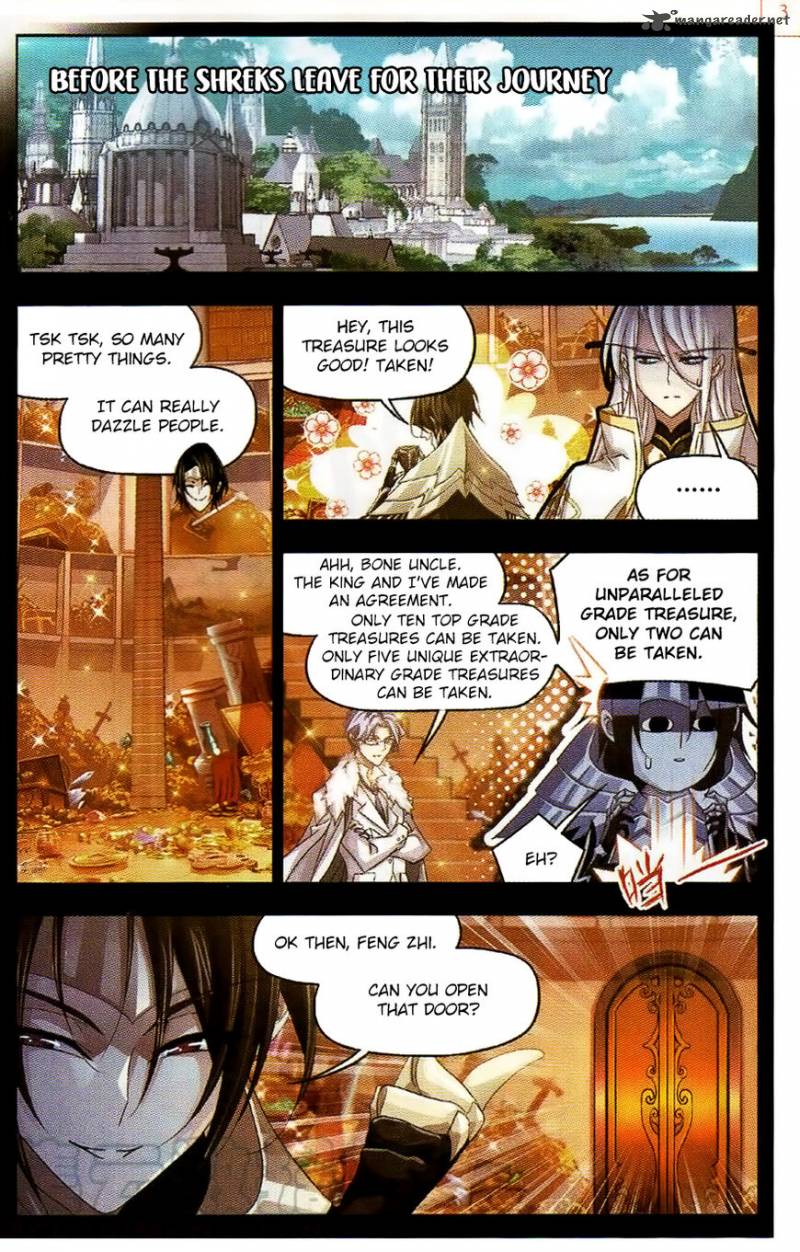 3
mangareader.net
BEFORE THE SHREKS LEAVE FOR THEIR JOURNEY
TSK TSK, SO MANY
PRETTY THINGS.
IT CAN REALLY
DAZZLE PEOPLE.
HEY, THIS
TREASURE LOOKS
GOOD! TAKEN!
......
AHH, BONE UNCLE.
THE KING AND I'VE MADE
AN AGREEMENT.
ONLY TEN TOP GRADE
TREASURES CAN BE TAKEN.
ONLY FIVE UNIQUE EXTRAOR-
DINARY GRADE TREASURES
CAN BE TAKEN.
AS FOR
UNPARALLELED
GRADE TREASURE,
ONLY TWO CAN
BE TAKEN.
EH?
OK THEN, FENG ZHI.
CAN YOU OPEN
THAT DOOR?